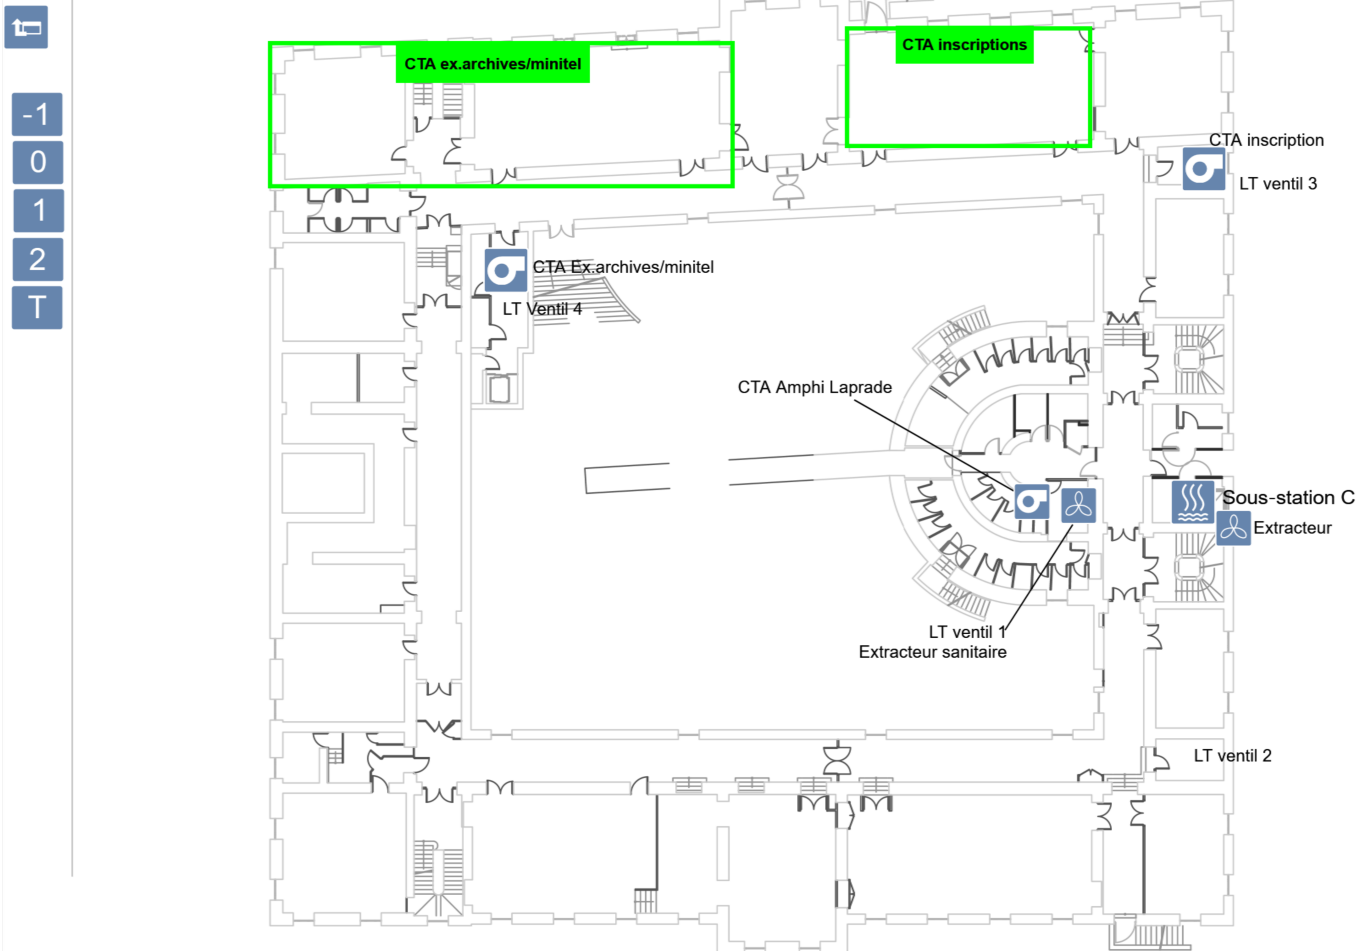 -1
0
1
2
T
CTA ex.archives/minitel
CTA inscriptions
CTA inscription
LT ventil 3
CTA Ex.archives/minitel
LT Ventil 4
CTA Amphi Laprade
Sous-station C
Extracteur
LT ventil 1
Extracteur sanitaire
LT ventil 2